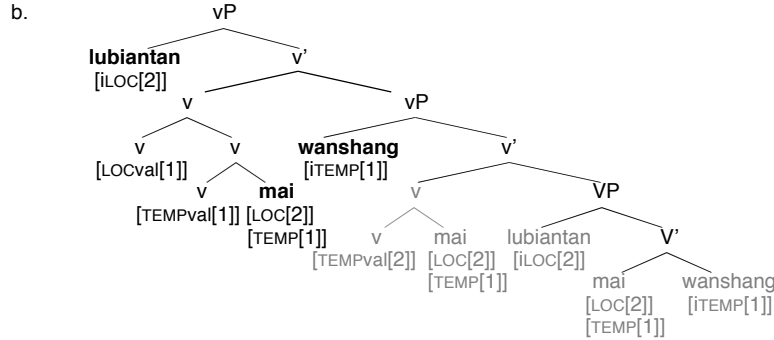 b. vP
lubiantan v’
[iLOC[2]]
v vP
v v wanshang v’
[LOCval[1]] [iTEMP[1]]
v mai v VP
[TEMPval[1]] [LOC[2]]
[TEMP[1]] v mai lubiantan V’
[TEMPval[2]] [LOC[2]] [iLOC[2]]
[TEMP[1]] mai wanshang
[LOC[2]] [iTEMP[1]]
[TEMP[1]]